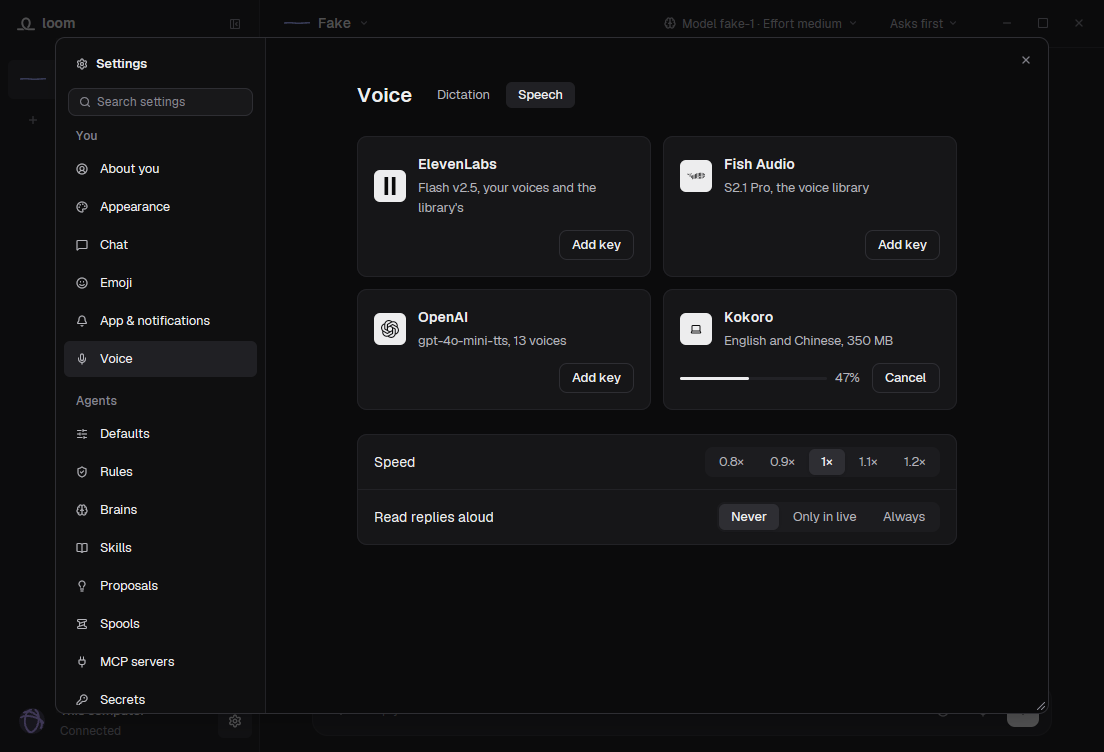 loom
Fake
Model fake-1 · Effort medium
Asks first
Settings
Search settings
You
About you
Appearance
Chat
Emoji
App & notifications
Voice
Agents
Defaults
Rules
Brains
Skills
Proposals
Spools
MCP servers
Secrets
Connected
Voice
Dictation
Speech
ElevenLabs
Flash v2.5, your voices and the
library's
Add key
Fish Audio
S2.1 Pro, the voice library
Add key
OpenAI
gpt-4o-mini-tts, 13 voices
Add key
Kokoro
English and Chinese, 350 MB
47%
Cancel
Speed
0.8×
0.9×
1×
1.1×
1.2×
Read replies aloud
Never
Only in live
Always